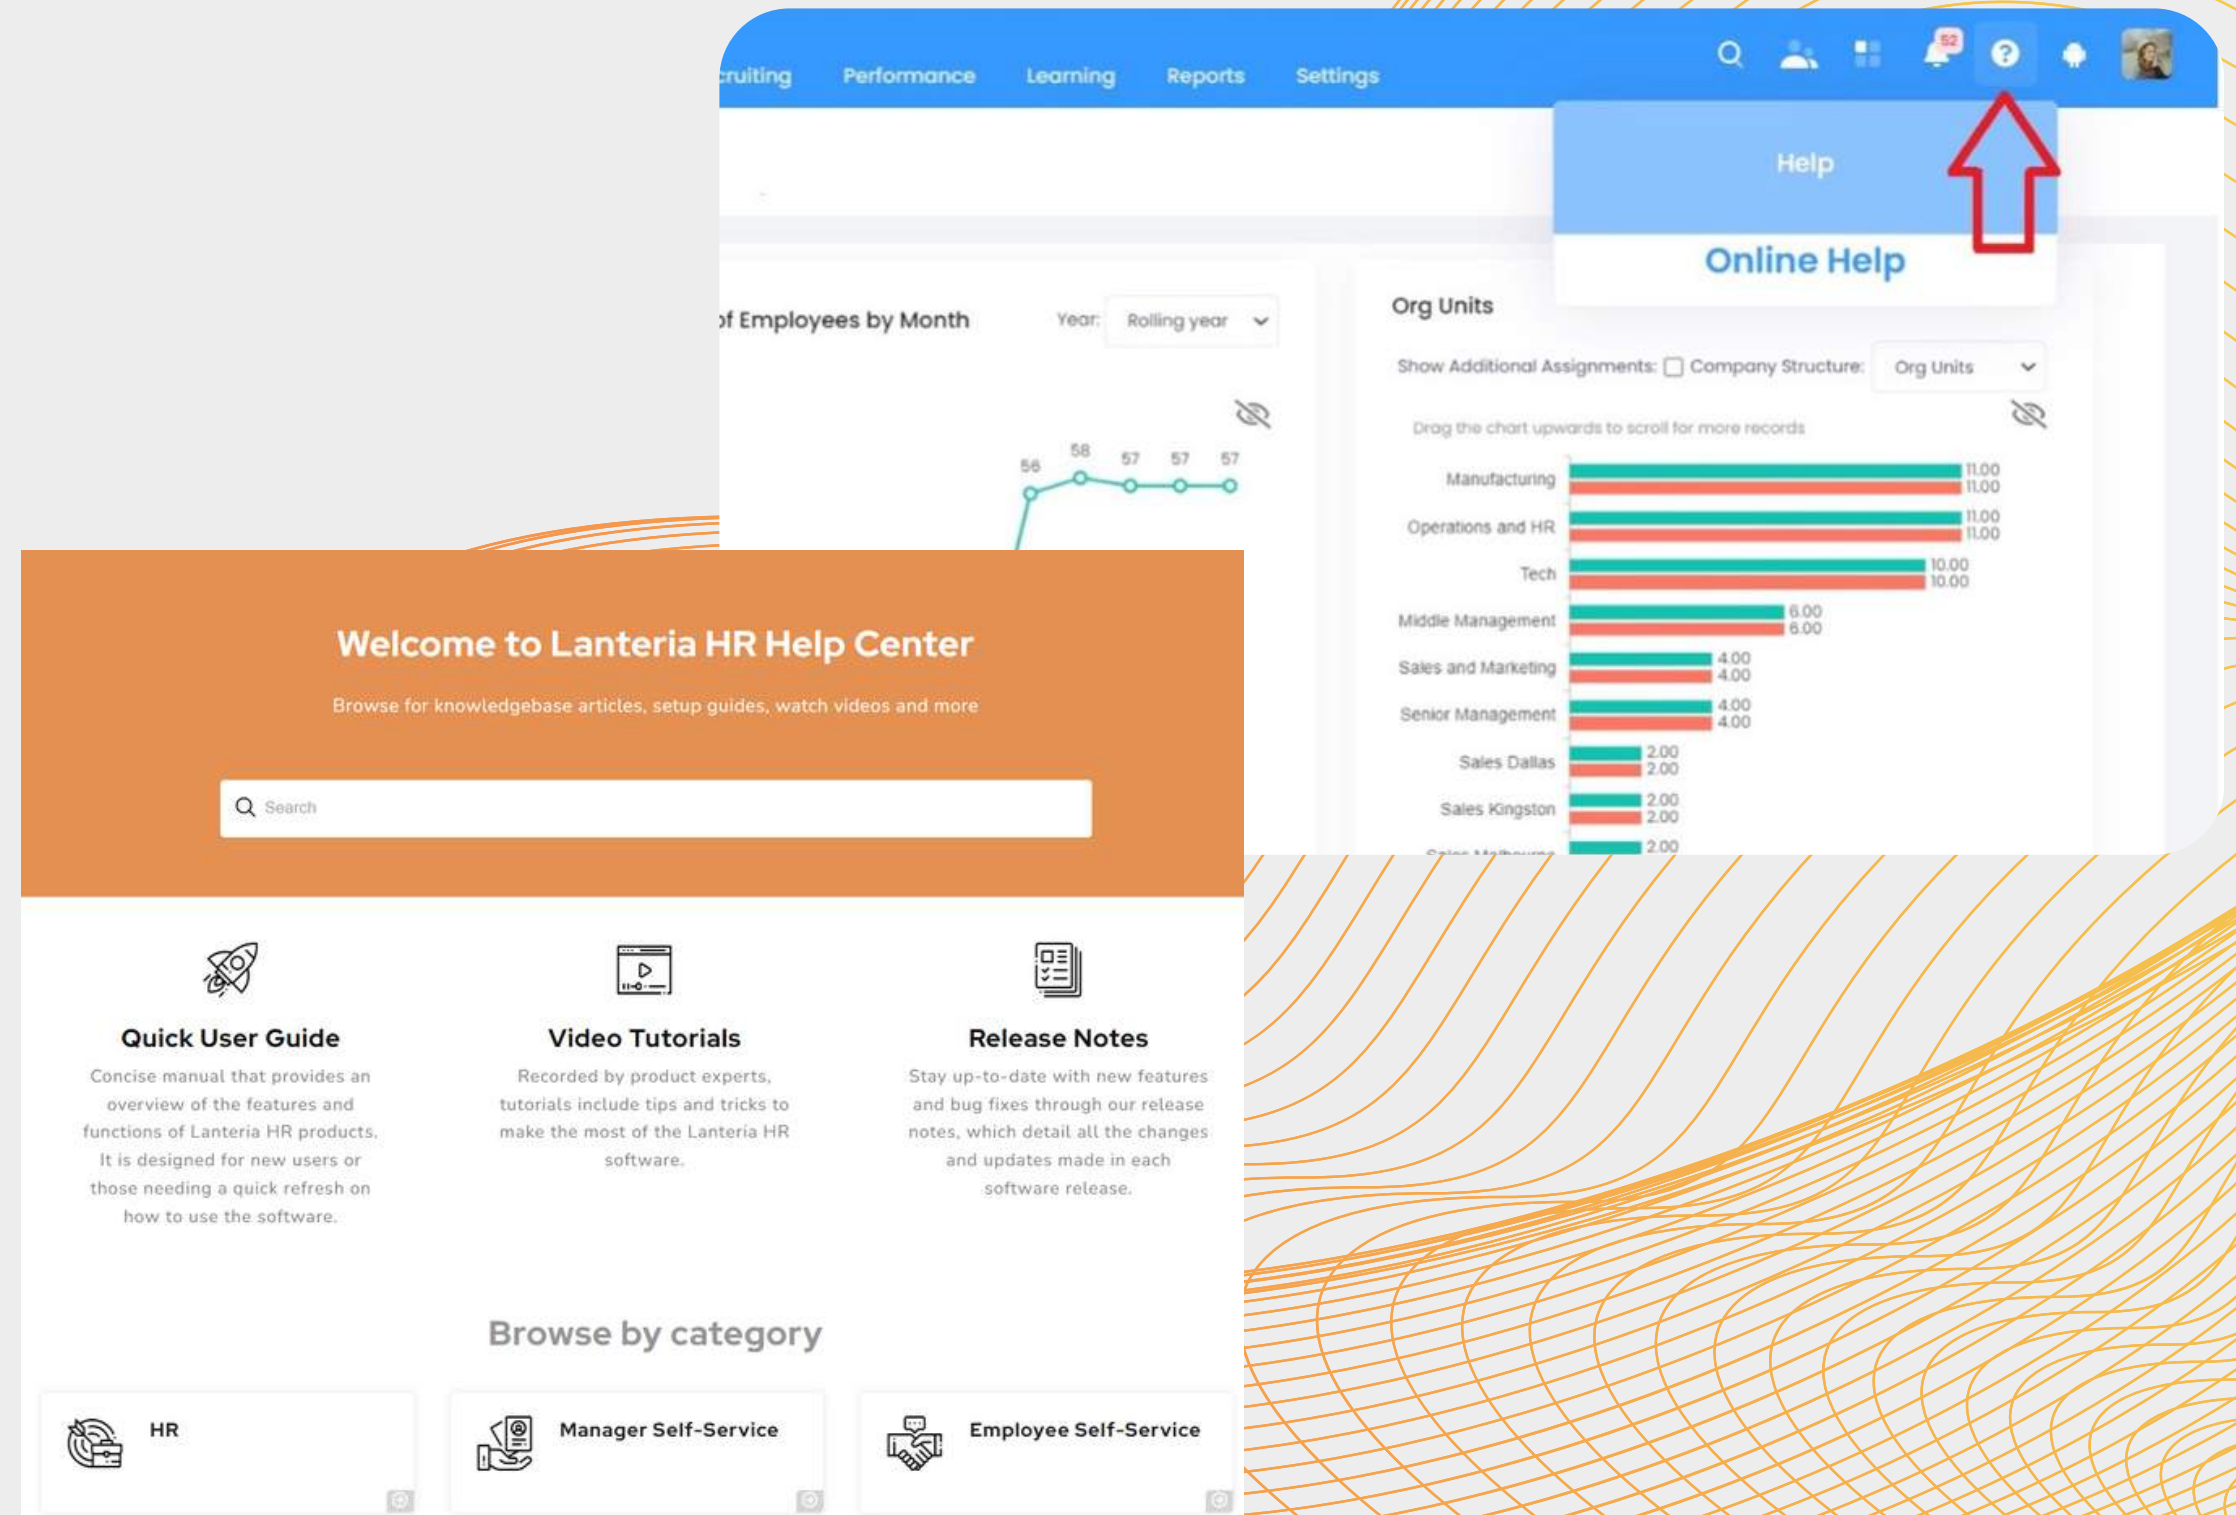 cruiting Performance Learning Reports Settings
52
?
Help
Online Help
of Employees by Month
Year: Rolling year
56 58 57 57 57
Org Units
Show Additional Assignments: Company Structure: Org Units
Drag the chart upwards to scroll for more records
Manufacturing 11.00
11.00
Operations and HR 11.00
11.00
Tech 10.00
10.00
Middle Management 6.00
6.00
Sales and Marketing 4.00
4.00
Senior Management 4.00
4.00
Sales Dallas 2.00
2.00
Sales Kingston 2.00
2.00
Sales Melbourne 2.00
Welcome to Lanteria HR Help Center
Browse for knowledgebase articles, setup guides, watch videos and more
Search
Quick User Guide
Concise manual that provides an
overview of the features and
functions of Lanteria HR products.
It is designed for new users or
those needing a quick refresh on
how to use the software.
Video Tutorials
Recorded by product experts,
tutorials include tips and tricks to
make the most of the Lanteria HR
software.
Release Notes
Stay up-to-date with new features
and bug fixes through our release
notes, which detail all the changes
and updates made in each
software release.
Browse by category
HR
Manager Self-Service
Employee Self-Service